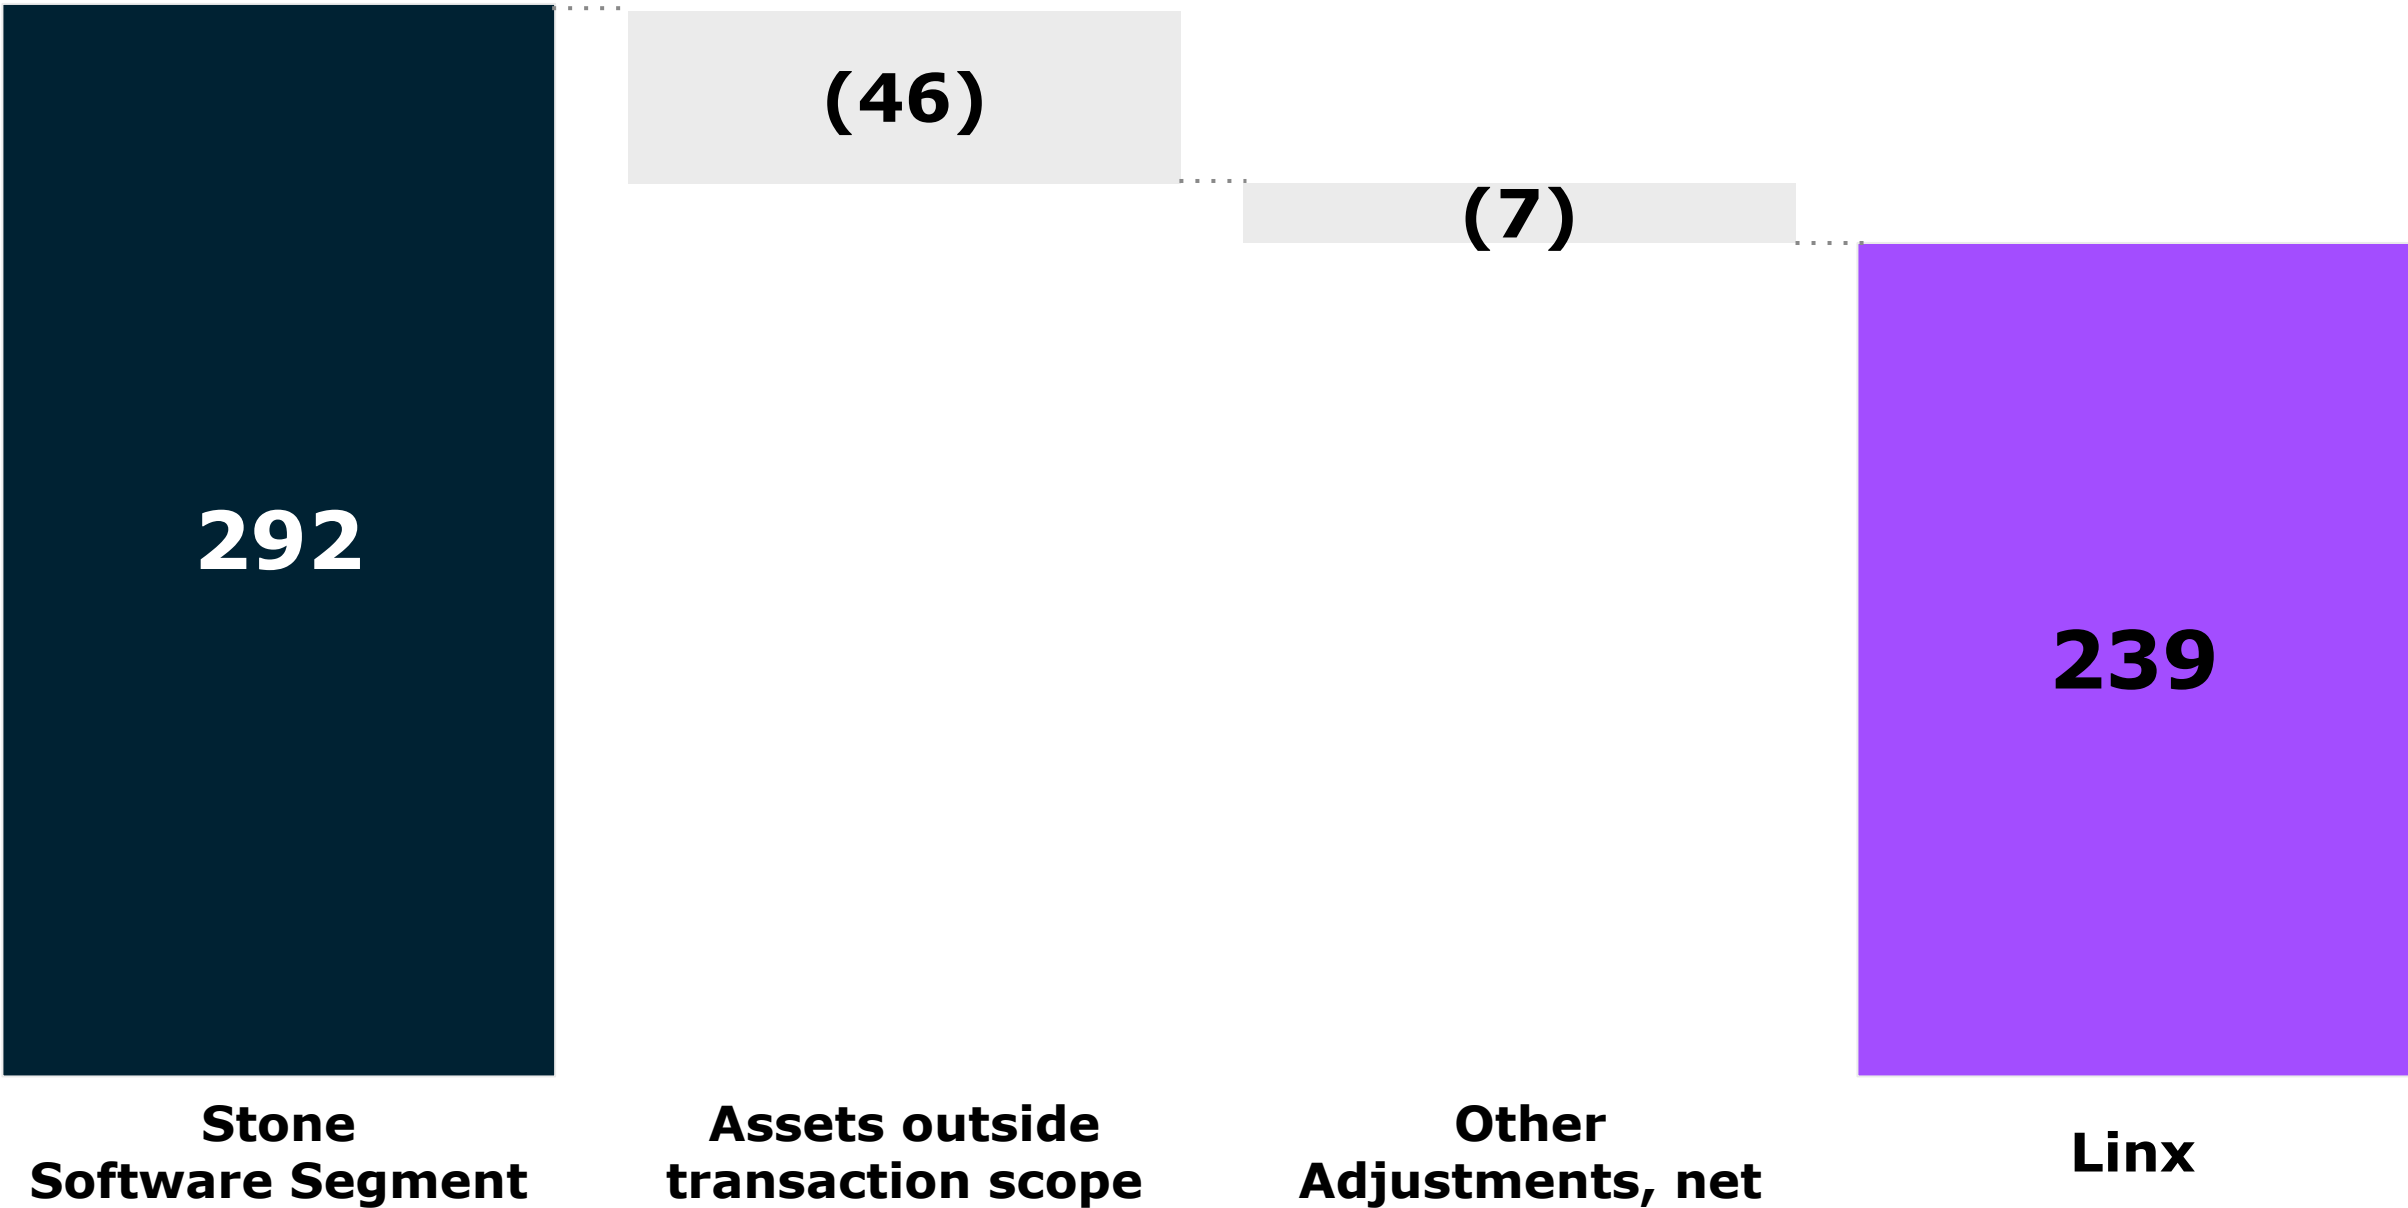 (46)
(7)
292
239
Stone
Software Segment
Assets outside
transaction scope
Other
Adjustments, net
Linx